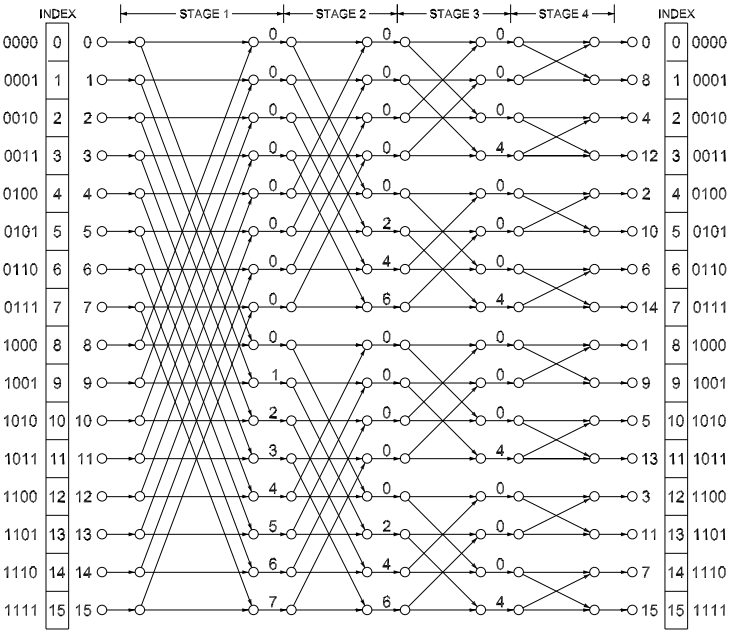 INDEX STAGE 1 STAGE 2 STAGE 3 STAGE 4 INDEX
0000 0 0 0 0 0 0 0 0000
0001 1 1 0 0 0 8 1 0001
0010 2 2 0 0 0 4 2 0010
0011 3 3 0 0 4 12 3 0011
0100 4 4 0 0 0 2 4 0100
0101 5 5 0 2 0 10 5 0101
0110 6 6 0 4 0 6 6 0110
0111 7 7 0 6 4 14 7 0111
1000 8 8 0 0 0 1 8 1000
1001 9 9 1 0 0 9 9 1001
1010 10 10 2 0 0 5 10 1010
1011 11 11 3 0 4 13 11 1011
1100 12 12 4 0 0 3 12 1100
1101 13 13 5 2 0 11 13 1101
1110 14 14 6 4 0 7 14 1110
1111 15 15 7 6 4 15 15 1111